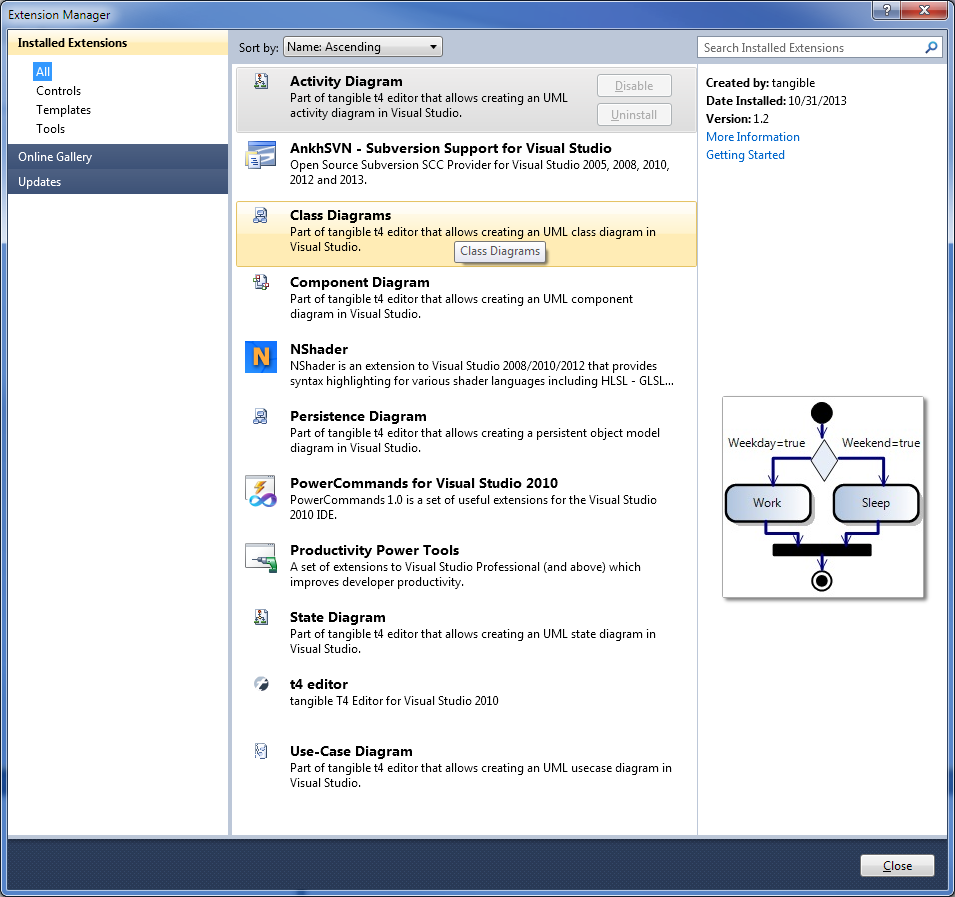 Extension Manager
?
Installed Extensions
All
Controls
Templates
Tools
Online Gallery
Updates
Sort by: Name: Ascending
Search Installed Extensions
Activity Diagram
Part of tangible t4 editor that allows creating an UML
activity diagram in Visual Studio.
Disable
Uninstall
AnkhSVN - Subversion Support for Visual Studio
Open Source Subversion SCC Provider for Visual Studio 2005, 2008, 2010,
2012 and 2013.
Class Diagrams
Part of tangible t4 editor that allows creating an UML class diagram in
Visual Studio.
Class Diagrams
Component Diagram
Part of tangible t4 editor that allows creating an UML component
diagram in Visual Studio.
N
NShader
NShader is an extension to Visual Studio 2008/2010/2012 that provides
syntax highlighting for various shader languages including HLSL - GLSL...
Persistence Diagram
Part of tangible t4 editor that allows creating a persistent object model
diagram in Visual Studio.
PowerCommands for Visual Studio 2010
PowerCommands 1.0 is a set of useful extensions for the Visual Studio
2010 IDE.
Productivity Power Tools
A set of extensions to Visual Studio Professional (and above) which
improves developer productivity.
State Diagram
Part of tangible t4 editor that allows creating an UML state diagram in
Visual Studio.
t4 editor
tangible T4 Editor for Visual Studio 2010
Use-Case Diagram
Part of tangible t4 editor that allows creating an UML usecase diagram in
Visual Studio.
Created by: tangible
Date Installed: 10/31/2013
Version: 1.2
More Information
Getting Started
Weekday=true
Weekend=true
Work
Sleep
Close